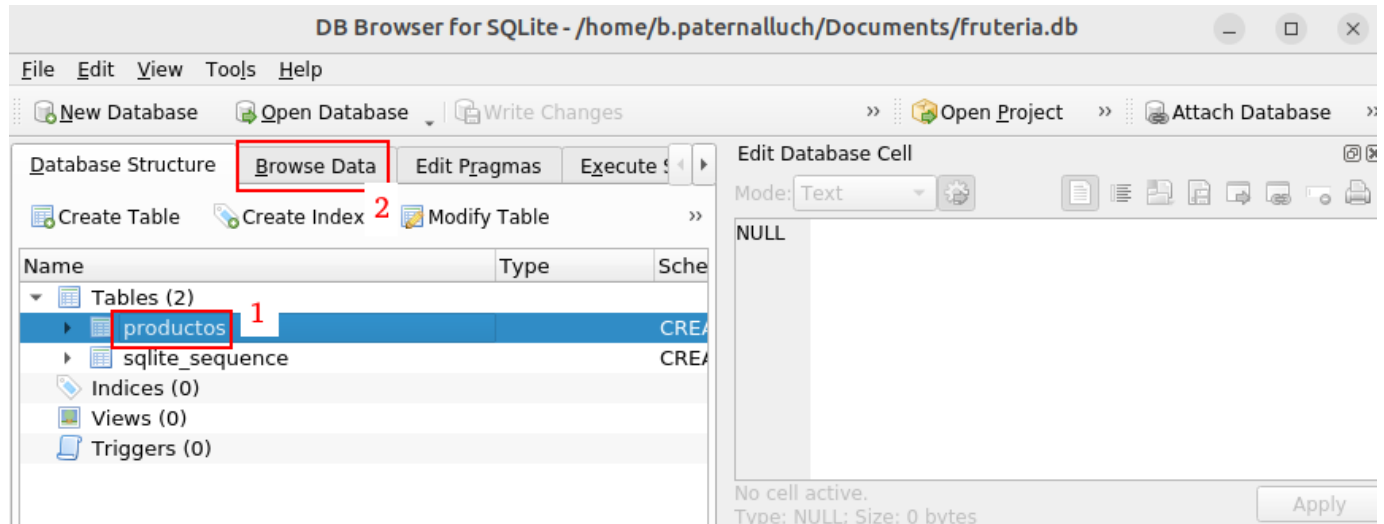 DB Browser for SQLite - /home/b.paternalluch/Documents/fruteria.db
File Edit View Tools Help
New Database Open Database Write Changes » Open Project » Attach Database »
Database Structure Browse Data Edit Pragmas Execute S
Edit Database Cell
Mode: Text
Create Table Create Index 2 Modify Table »
NULL
Name Type Sche
Tables (2)
productos 1 CREA
sqlite_sequence CREA
Indices (0)
Views (0)
Triggers (0)
No cell active.
Type: NULL; Size: 0 bytes
Apply